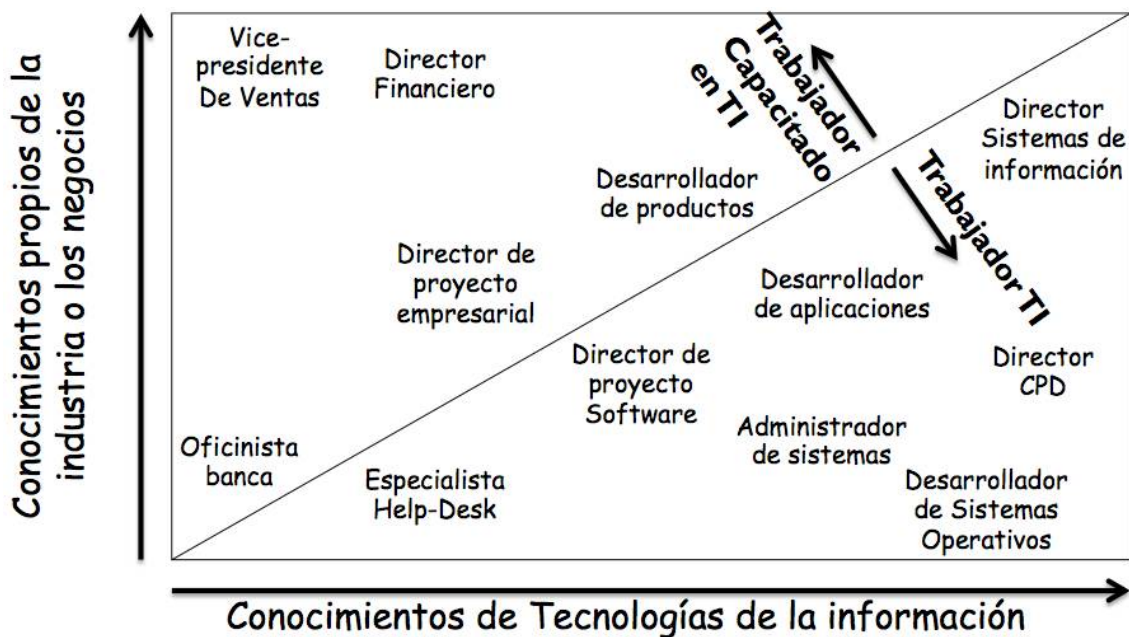 Conocimientos propios de la
industria o los negocios
Vice-
presidente
De Ventas
Director
Financiero
Trabajador
Capacitado
en TI
Director
Sistemas de
información
Desarrollador
de productos
Trabajador TI
Director de
proyecto
empresarial
Desarrollador
de aplicaciones
Director de
proyecto
Software
Director
CPD
Oficinista
banca
Administrador
de sistemas
Especialista
Help-Desk
Desarrollador
de Sistemas
Operativos
Conocimientos de Tecnologías de la información